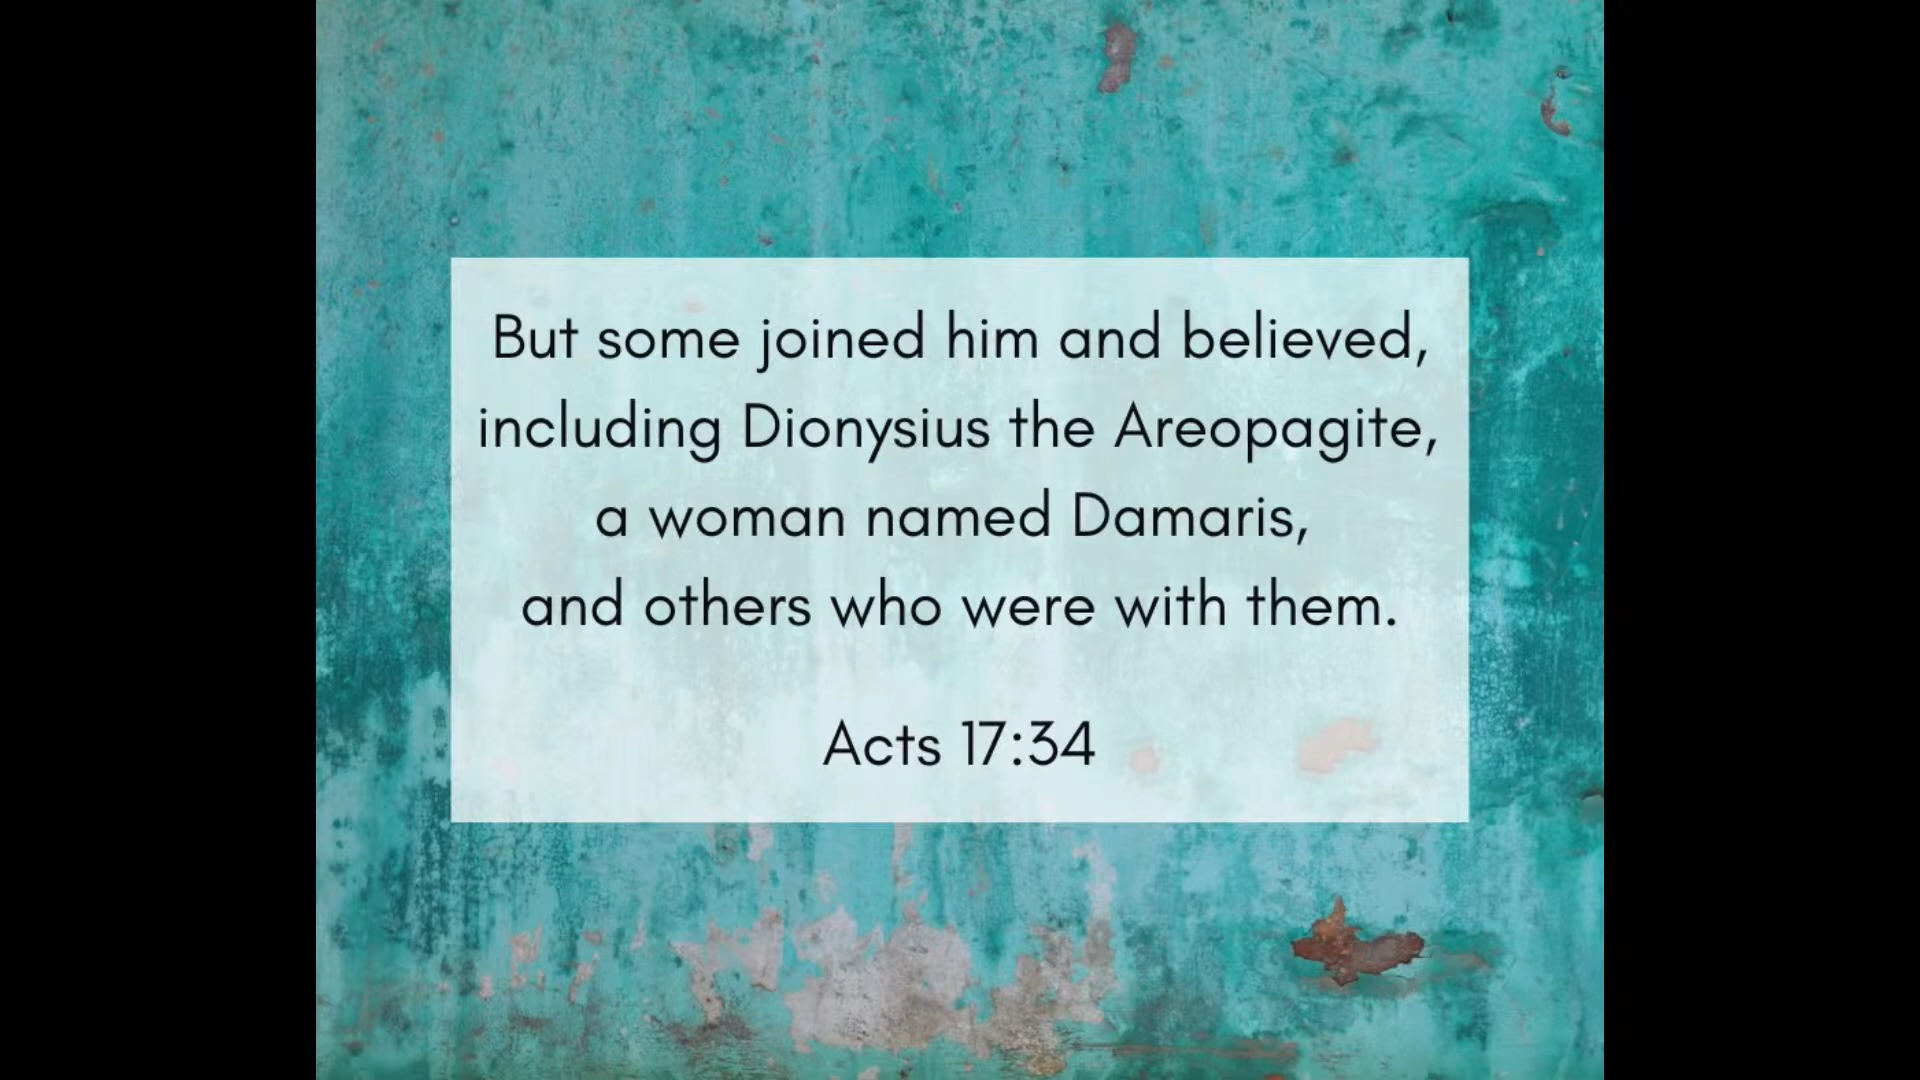 But some joined him and believed,
including Dionysius the Areopagite,
a woman named Damaris,
and others who were with them.
Acts 17:34